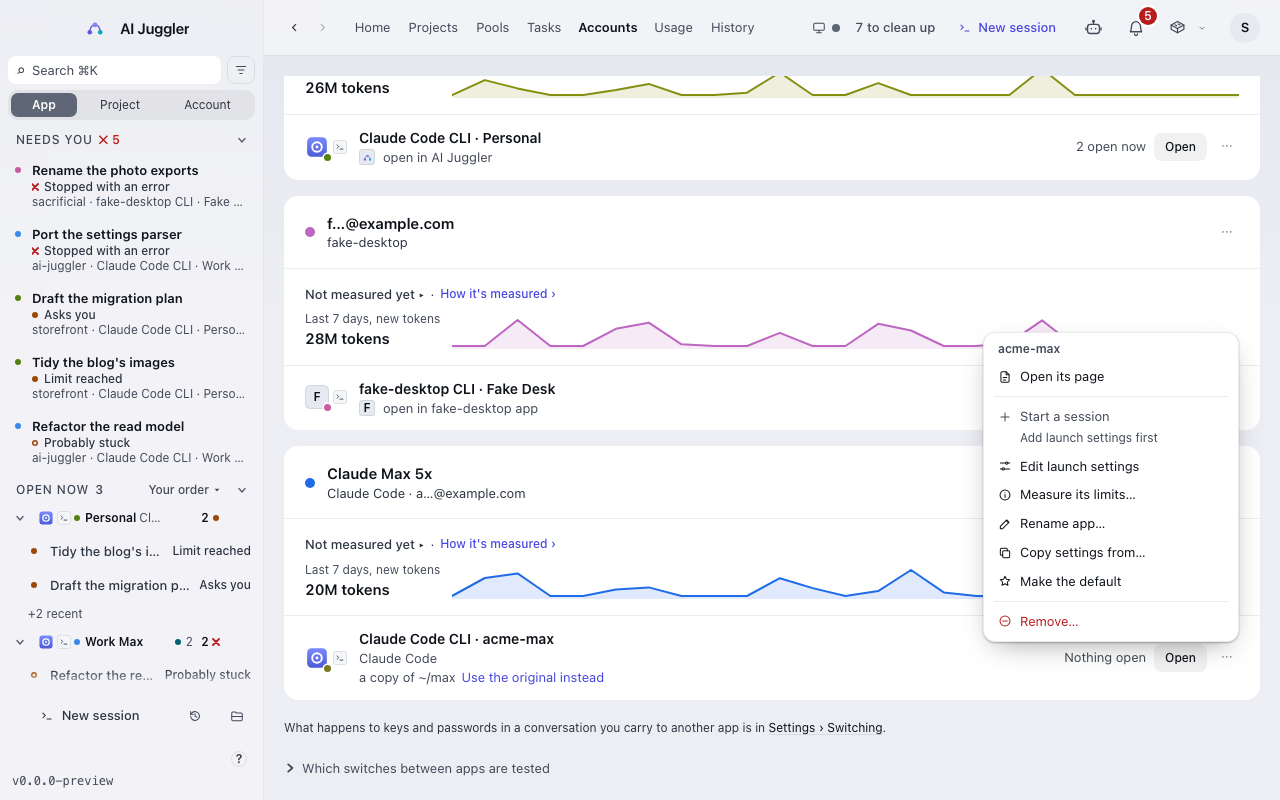 AI Juggler
Search ⌘K
App Project Account
NEEDS YOU 5
Rename the photo exports
Stopped with an error
sacrificial · fake-desktop CLI · Fake ...
Port the settings parser
Stopped with an error
ai-juggler · Claude Code CLI · Work ...
Draft the migration plan
Asks you
storefront · Claude Code CLI · Perso...
Tidy the blog's images
Limit reached
storefront · Claude Code CLI · Perso...
Refactor the read model
Probably stuck
ai-juggler · Claude Code CLI · Work ...
OPEN NOW 3 Your order
Personal Cl... 2
Tidy the blog's i... Limit reached
Draft the migration p... Asks you
+2 recent
Work Max 2 2
Refactor the re... Probably stuck
New session
?
v0.0.0-preview
Home Projects Pools Tasks Accounts Usage History 7 to clean up New session 5 S
26M tokens
Claude Code CLI · Personal
open in AI Juggler
2 open now Open ...
f...@example.com
fake-desktop
...
Not measured yet ▸ · How it's measured ›
Last 7 days, new tokens
28M tokens
F fake-desktop CLI · Fake Desk
F open in fake-desktop app
Claude Max 5x
Claude Code · a...@example.com
Not measured yet ▸ · How it's measured ›
Last 7 days, new tokens
20M tokens
Claude Code CLI · acme-max
Claude Code
a copy of ~/max Use the original instead
Nothing open Open ...
acme-max
Open its page
Start a session
Add launch settings first
Edit launch settings
Measure its limits...
Rename app...
Copy settings from...
Make the default
Remove...
What happens to keys and passwords in a conversation you carry to another app is in Settings › Switching.
Which switches between apps are tested